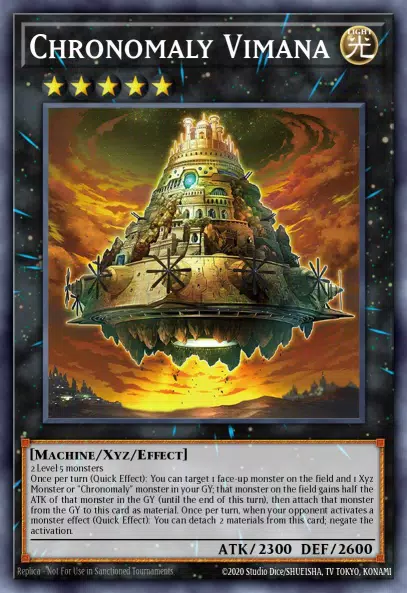 CHRONOMALY VIMANA
LIGHT
光
[MACHINE/XYZ/EFFECT]
2 Level 5 monsters
Once per turn (Quick Effect): You can target 1 face-up monster on the field and 1 Xyz
Monster or "Chronomaly" monster in your GY; that monster on the field gains half the
ATK of that monster in the GY (until the end of this turn), then attach that monster
from the GY to this card as material. Once per turn, when your opponent activates a
monster effect (Quick Effect): You can detach 2 materials from this card; negate the
activation.
ATK/2300 DEF/2600
Replica - Not For Use in Sanctioned Tournaments
©2020 Studio Dice/SHUEISHA, TV TOKYO, KONAMI